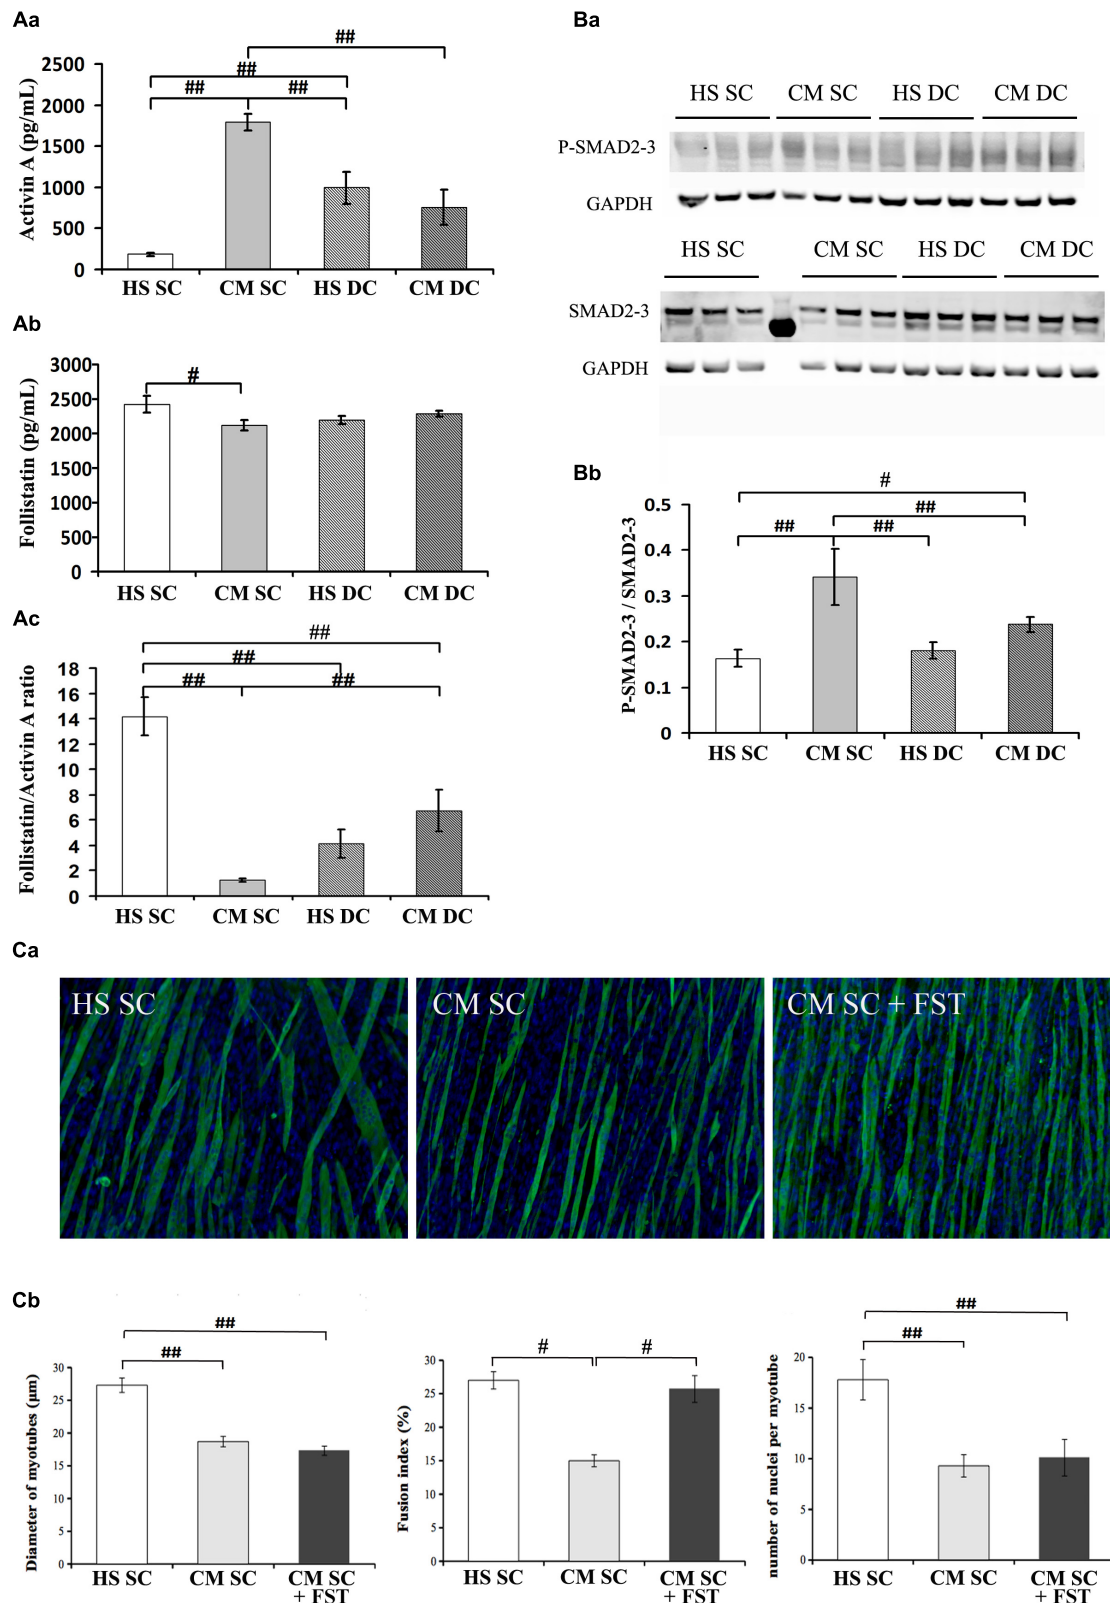 Aa
##
##
##
##
2500
2000
1500
1000
500
0
Activin A (pg/mL)
HS SC
CM SC
HS DC
CM DC
Ab
#
3000
2500
2000
1500
1000
500
0
Follistatin (pg/mL)
HS SC
CM SC
HS DC
CM DC
Ac
##
##
##
##
18
16
14
12
10
8
6
4
2
0
Follistatin/Activin A ratio
HS SC
CM SC
HS DC
CM DC
Ba
HS SC
CM SC
HS DC
CM DC
P-SMAD2-3
GAPDH
HS SC
CM SC
HS DC
CM DC
SMAD2-3
GAPDH
Bb
#
##
##
##
0.5
0.4
0.3
0.2
0.1
0
P-SMAD2-3 / SMAD2-3
HS SC
CM SC
HS DC
CM DC
Ca
HS SC
CM SC
CM SC + FST
Cb
##
##
30
25
20
15
10
5
0
Diameter of myotubes (µm)
HS SC
CM SC
CM SC
+ FST
#
#
30
25
20
15
10
5
0
Fusion index (%)
HS SC
CM SC
CM SC
+ FST
##
##
20
15
10
5
0
number of nuclei per myotube
HS SC
CM SC
CM SC
+ FST